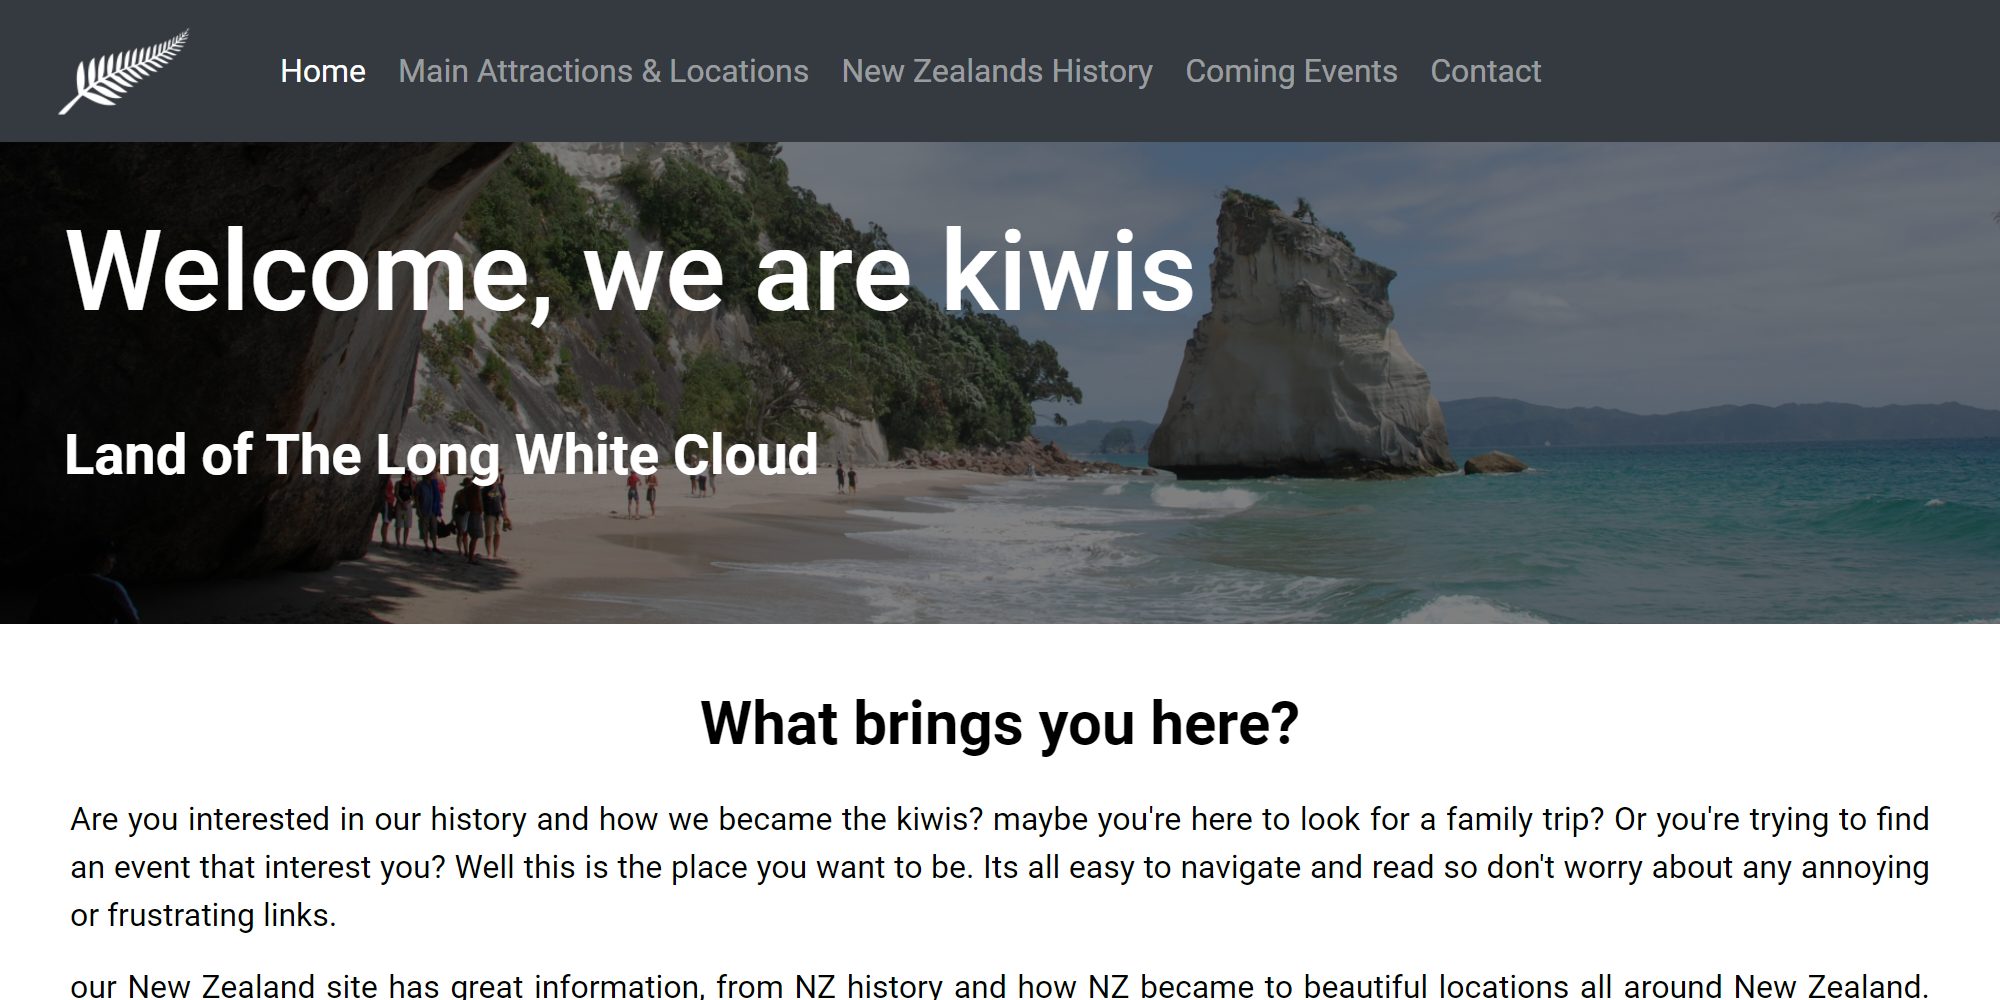 Home Main Attractions & Locations New Zealands History Coming Events Contact
Welcome, we are kiwis
Land of The Long White Cloud
What brings you here?
Are you interested in our history and how we became the kiwis? maybe you're here to look for a family trip? Or you're trying to find
an event that interest you? Well this is the place you want to be. Its all easy to navigate and read so don't worry about any annoying
or frustrating links.
our New Zealand site has great information, from NZ history and how NZ became to beautiful locations all around New Zealand.